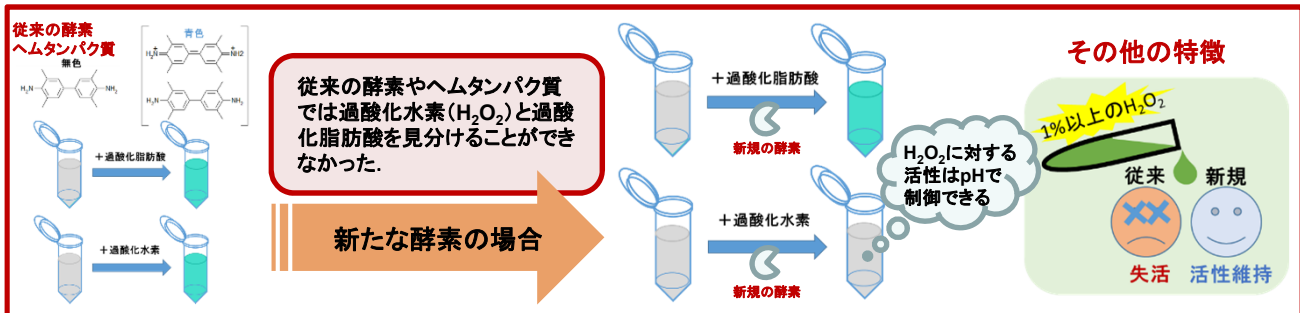 従来の酵素
ヘムタンパク質
無色
H₂N
NH₂
青色
H₂N
+
+
NH2
H₂N
NH₂
＋過酸化脂肪酸
＋過酸化水素
従来の酵素やヘムタンパク質
では過酸化水素（H₂O₂）と過酸
化脂肪酸を見分けることができ
なかった.
新たな酵素の場合
＋過酸化脂肪酸
新規の酵素
＋過酸化水素
新規の酵素
H₂O₂に対する
活性はpHで
制御できる
その他の特徴
1%以上のH₂O₂
従来 新規
失活 活性維持